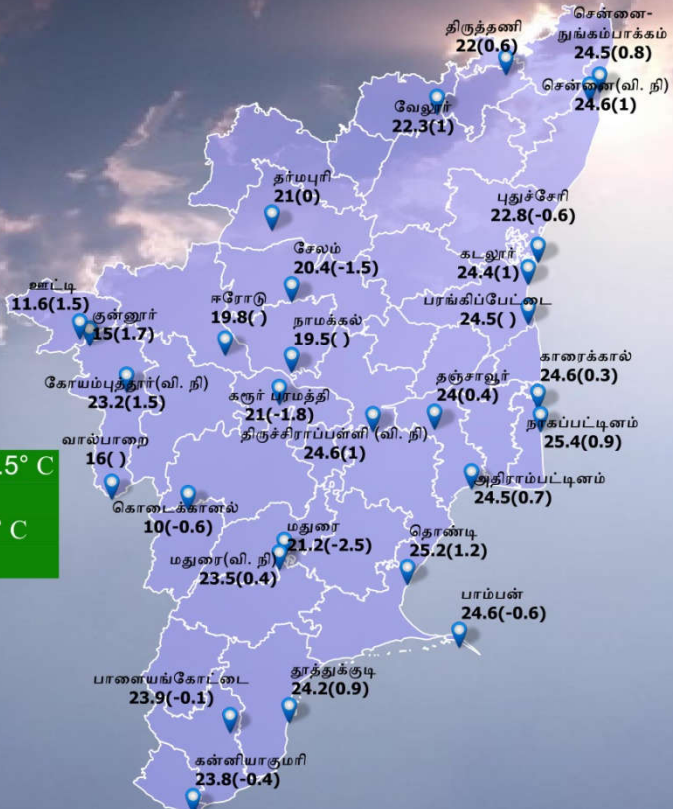 சென்னை-
நுங்கம்பாக்கம்
24.5(0.8)
திருத்தணி
22(0.6)
சென்னை(வி. நி)
24.6(1)
வேலூர்
22.3(1)
தர்மபுரி
21(0)
புதுச்சேரி
22.8(-0.6)
சேலம்
20.4(-1.5)
கடலூர்
24.4(1)
ஊட்டி
11.6(1.5)
குன்னூர்
15(1.7)
ஈரோடு
19.8( )
நாமக்கல்
19.5( )
பரங்கிப்பேட்டை
24.5( )
காரைக்கால்
24.6(0.3)
கோயம்புத்தூர்(வி. நி)
23.2(1.5)
கரூர் பரமத்தி
21(-1.8)
தஞ்சாவூர்
24(0.4)
நாகப்பட்டினம்
25.4(0.9)
திருச்சிராப்பள்ளி (வி. நி)
24.6(1)
வால்பாறை
16( )
.5° C
° C
அதிராம்பட்டினம்
24.5(0.7)
கொடைக்கானல்
10(-0.6)
மதுரை
21.2(-2.5)
தொண்டி
25.2(1.2)
மதுரை(வி. நி)
23.5(0.4)
பாம்பன்
24.6(-0.6)
பாளையங்கோட்டை
23.9(-0.1)
தூத்துக்குடி
24.2(0.9)
கன்னியாகுமரி
23.8(-0.4)